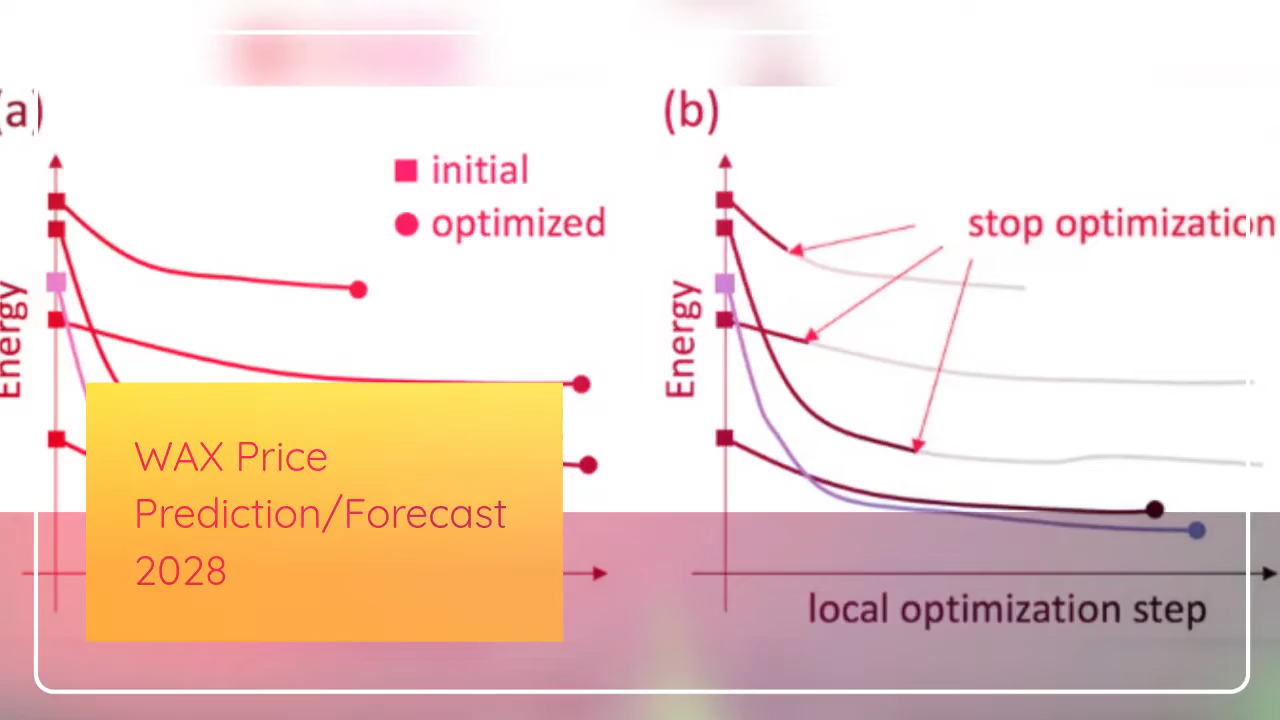 (a)
initial
optimized
Energy
WAX Price
Prediction/Forecast
2028
(b)
stop optimization
Energy
local optimization step